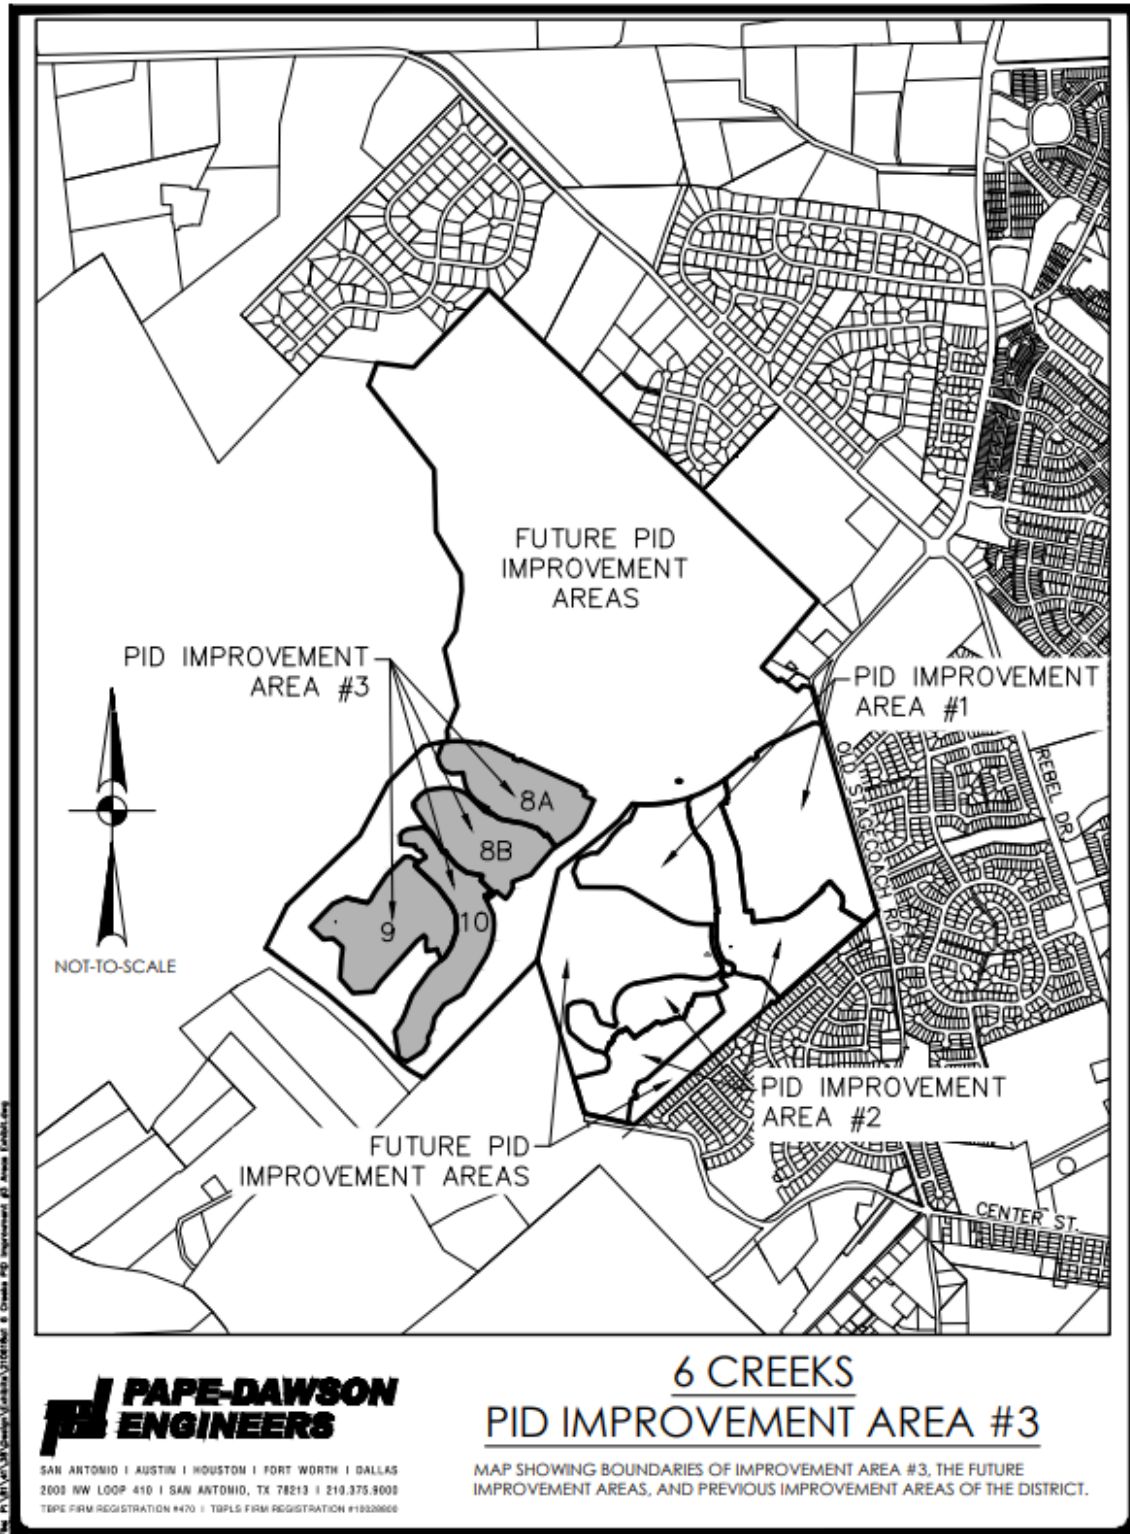 FUTURE PID
IMPROVEMENT
AREAS
PID IMPROVEMENT
AREA #3
PID IMPROVEMENT
AREA #1
OLD STAGECOACH RD
REBEL DR.
8A
8B
9
10
NOT-TO-SCALE
PID IMPROVEMENT
AREA #2
FUTURE PID
IMPROVEMENT AREAS
CENTER ST.
PAPE-DAWSON
ENGINEERS
SAN ANTONIO I AUSTIN I HOUSTON I FORT WORTH I DALLAS
2000 NW LOOP 410 I SAN ANTONIO, TX 78213 I 210.375.9000
TBPE FIRM REGISTRATION #470 I TBPLS FIRM REGISTRATION #10028800
6 CREEKS
PID IMPROVEMENT AREA #3
MAP SHOWING BOUNDARIES OF IMPROVEMENT AREA #3, THE FUTURE
IMPROVEMENT AREAS, AND PREVIOUS IMPROVEMENT AREAS OF THE DISTRICT.